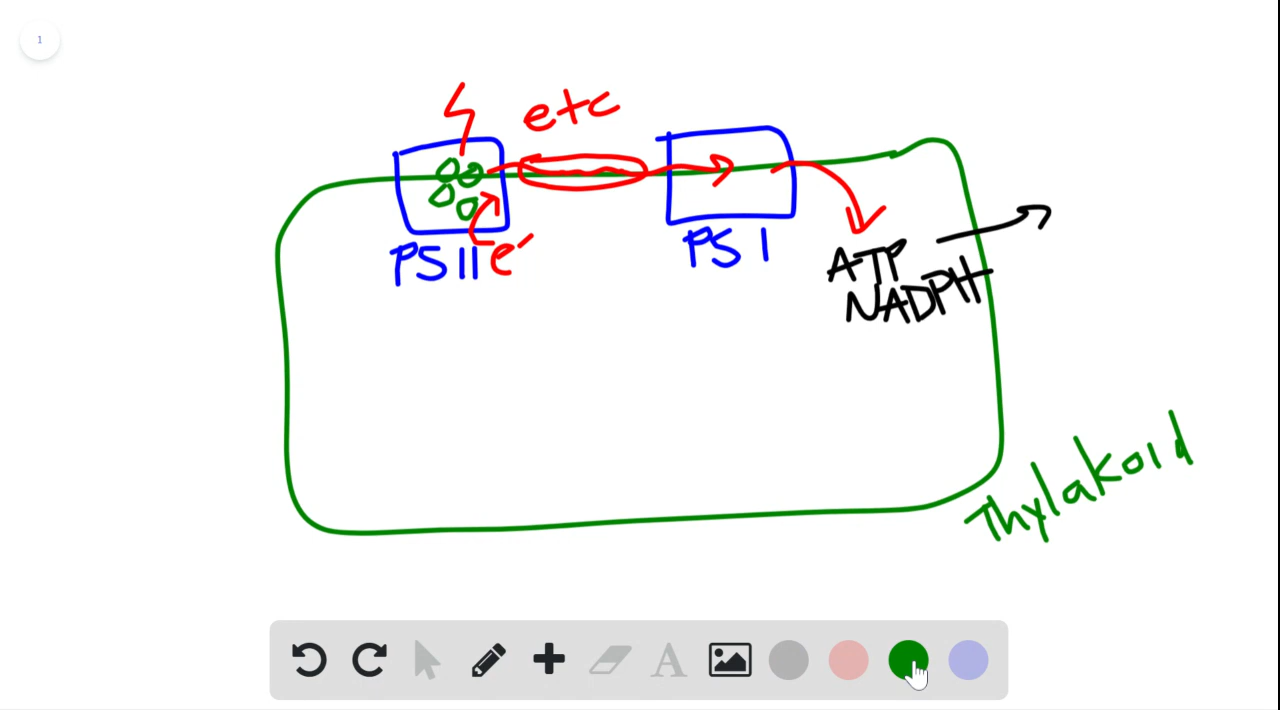 1
etc
PS II e-
PS I
ATP
NADPH
Thylakoid
A